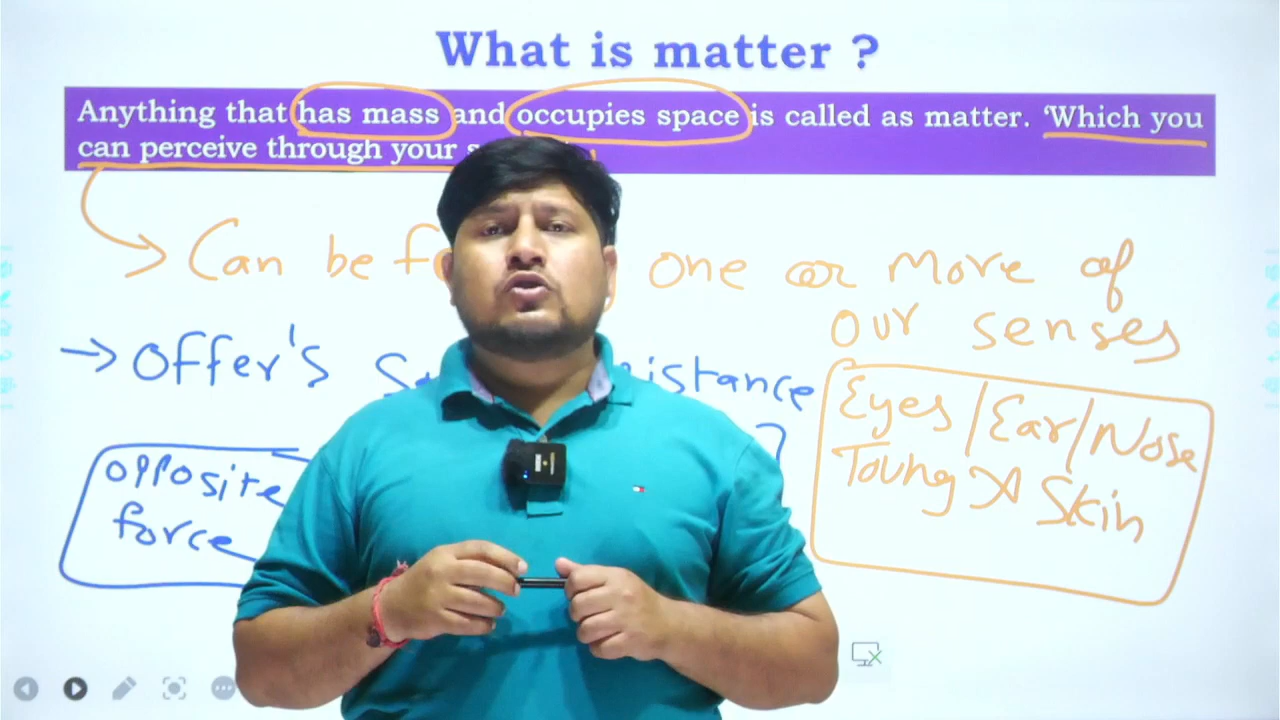 What is matter ?
Anything that has mass and occupies space is called as matter. ‘Which you
can perceive through your
Can be one or more of
our senses
→ Offer's
Eyes / Ear / Nose
Toung & Skin
opposite
force